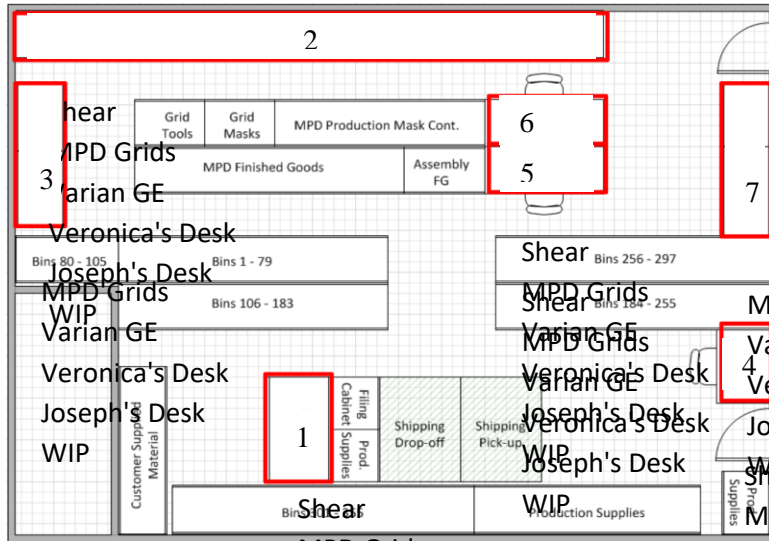 2
Shear
Grid
Tools
Grid
Masks
MPD Production Mask Cont.
6
MPD Grids
3
MPD Finished Goods
Assembly
FG
5
7
Varian GE
Veronica's Desk
Bins 80 - 105
Bins 1 - 79
Shear
Bins 256 - 297
Joseph's Desk
MPD Grids
WIP
Bins 106 - 183
MPD Grids
Shear
Bins 184 - 255
Varian GE
Varian GE
MPD Grids
4
Veronica's Desk
Veronica's Desk
Varian GE
Joseph's Desk
Joseph's Desk
Veronica's Desk
WIP
WIP
Joseph's Desk
WIP
Customer Supplied
Material
1
Filing
Cabinet
Prod.
Supplies
Shipping
Drop-off
Shipping
Pick-up
Shear
Production Supplies
Prod.
Supplies